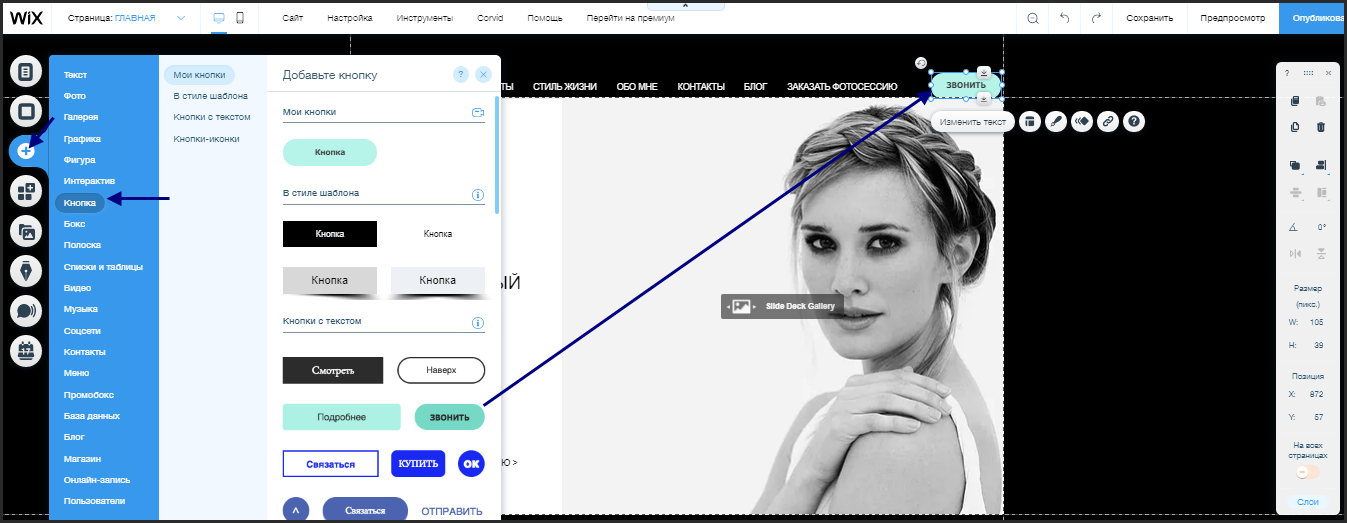 WiX
Страница: ГЛАВНАЯ
Сайт
Настройка
Инструменты
Corvid
Помощь
Перейти на премиум
Сохранить
Предпросмотр
Опубликова
Текст
Фото
Галерея
Графика
Фигура
Интерактив
Кнопка
Бокс
Полоска
Списки и таблицы
Видео
Музыка
Соцсети
Контакты
Меню
Промобокс
База данных
Блог
Магазин
Онлайн-запись
Пользователи
Мои кнопки
В стиле шаблона
Кнопки с текстом
Кнопки-иконки
Добавьте кнопку
?
Мои кнопки
Кнопка
В стиле шаблона
Кнопка
Кнопка
Кнопка
Кнопка
Кнопки с текстом
Смотреть
Наверх
Подробнее
ЗВОНИТЬ
Связаться
КУПИТЬ
OK
Связаться
ОТПРАВИТЬ
ТЫ
СТИЛЬ ЖИЗНИ
ОБО МНЕ
КОНТАКТЫ
БЛОГ
ЗАКАЗАТЬ ФОТОСЕССИЮ
ЗВОНИТЬ
Изменить текст
?
ЫЙ
Slide Deck Gallery
Ю >
?
0°
Размер
(пикс.)
W: 105
H: 39
Позиция
X: 872
Y: 57
На всех
страницах
Слои